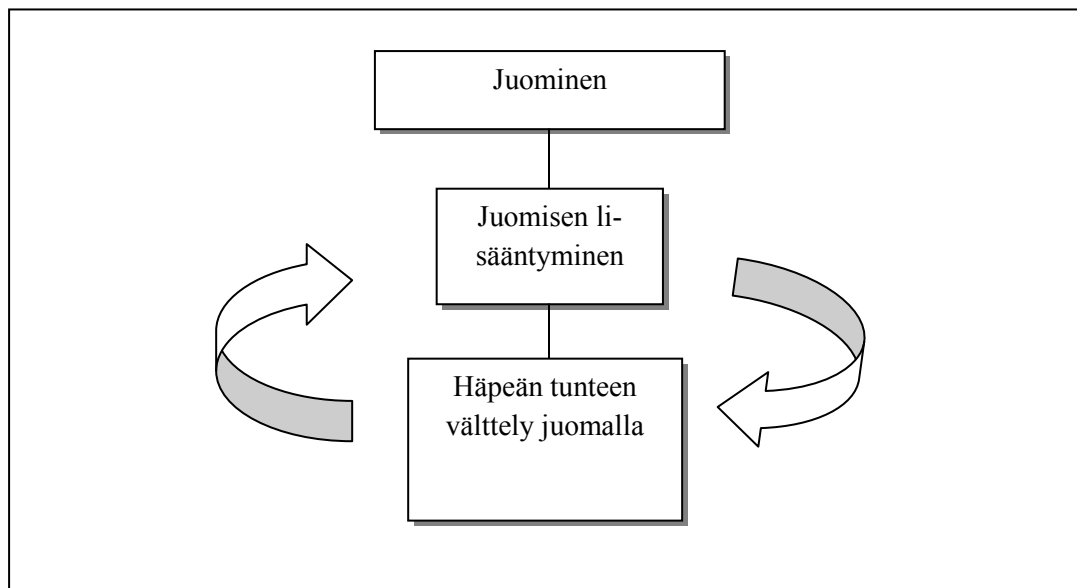 Juominen
Juomisen li-
sääntyminen
Häpeän tunteen
välttely juomalla